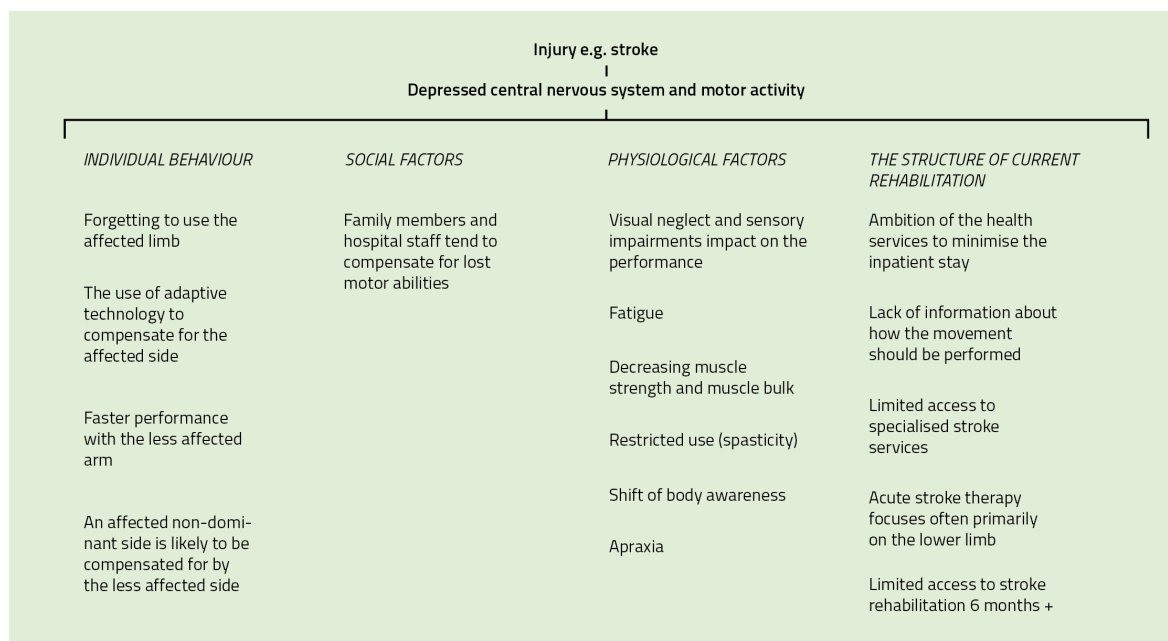 Injury e.g. stroke
Depressed central nervous system and motor activity
INDIVIDUAL BEHAVIOUR
Forgetting to use the
affected limb
The use of adaptive
technology to
compensate for the
affected side
Faster performance
with the less affected
arm
An affected non-domi-
nant side is likely to be
compensated for by
the less affected side
SOCIAL FACTORS
Family members and
hospital staff tend to
compensate for lost
motor abilities
PHYSIOLOGICAL FACTORS
Visual neglect and sensory
impairments impact on the
performance
Fatigue
Decreasing muscle
strength and muscle bulk
Restricted use (spasticity)
Shift of body awareness
Apraxia
THE STRUCTURE OF CURRENT
REHABILITATION
Ambition of the health
services to minimise the
inpatient stay
Lack of information about
how the movement
should be performed
Limited access to
specialised stroke
services
Acute stroke therapy
focuses often primarily
on the lower limb
Limited access to stroke
rehabilitation 6 months +